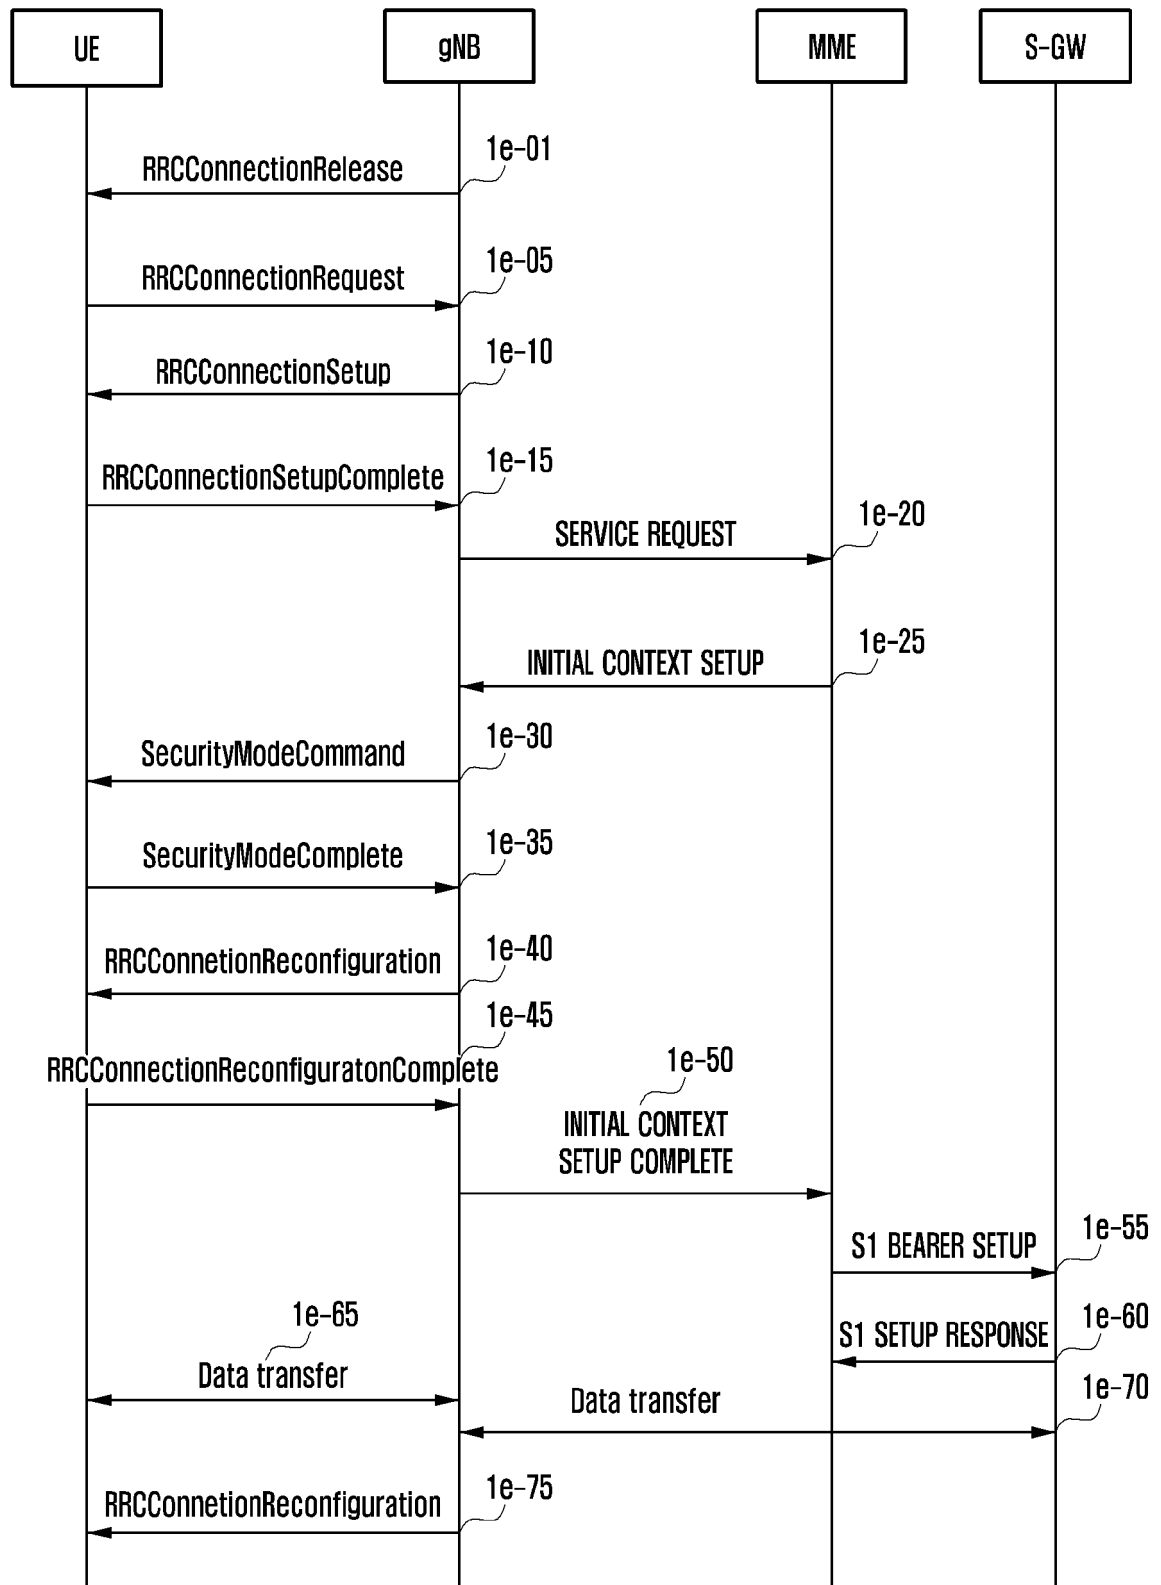 UE
gNB
MME
S-GW
1e-01
RRCConnectionRelease
1e-05
RRCConnectionRequest
1e-10
RRCConnectionSetup
1e-15
RRCConnectionSetupComplete
1e-20
SERVICE REQUEST
1e-25
INITIAL CONTEXT SETUP
1e-30
SecurityModeCommand
1e-35
SecurityModeComplete
1e-40
RRCConnetionReconfiguration
1e-45
RRCConnectionReconfiguratonComplete
1e-50
INITIAL CONTEXT
SETUP COMPLETE
1e-55
S1 BEARER SETUP
1e-60
S1 SETUP RESPONSE
1e-65
Data transfer
1e-70
Data transfer
1e-75
RRCConnetionReconfiguration